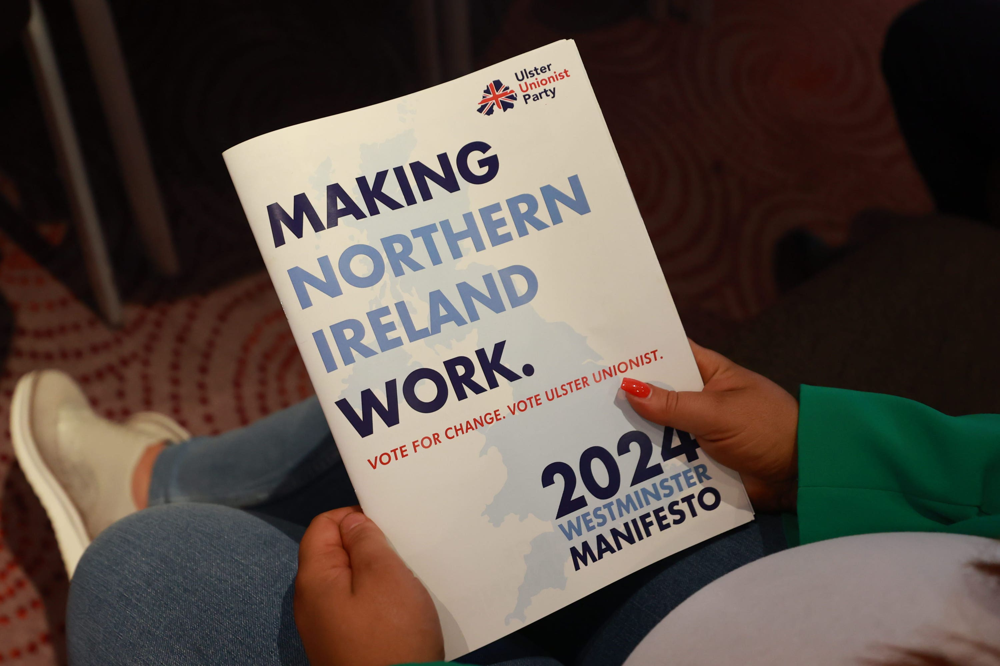 Ulster
Unionist
Party
MAKING
NORTHERN
IRELAND
WORK.
VOTE FOR CHANGE. VOTE ULSTER UNIONIST.
2024
WESTMINSTER
MANIFESTO